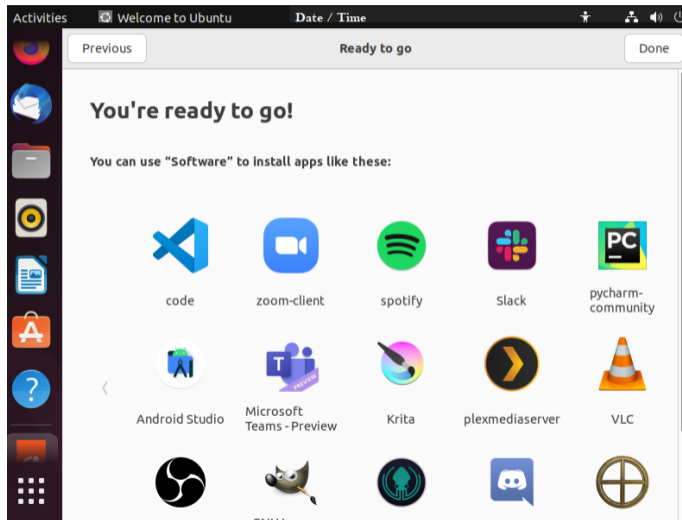 Activities
Welcome to Ubuntu
Date / Time
Previous
Ready to go
Done
You're ready to go!
You can use “Software” to install apps like these:
PC
code
zoom-client
spotify
Slack
pycharm-
community
T
PREVIEW
Android Studio
Microsoft
Teams - Preview
Krita
plexmediaserver
VLC